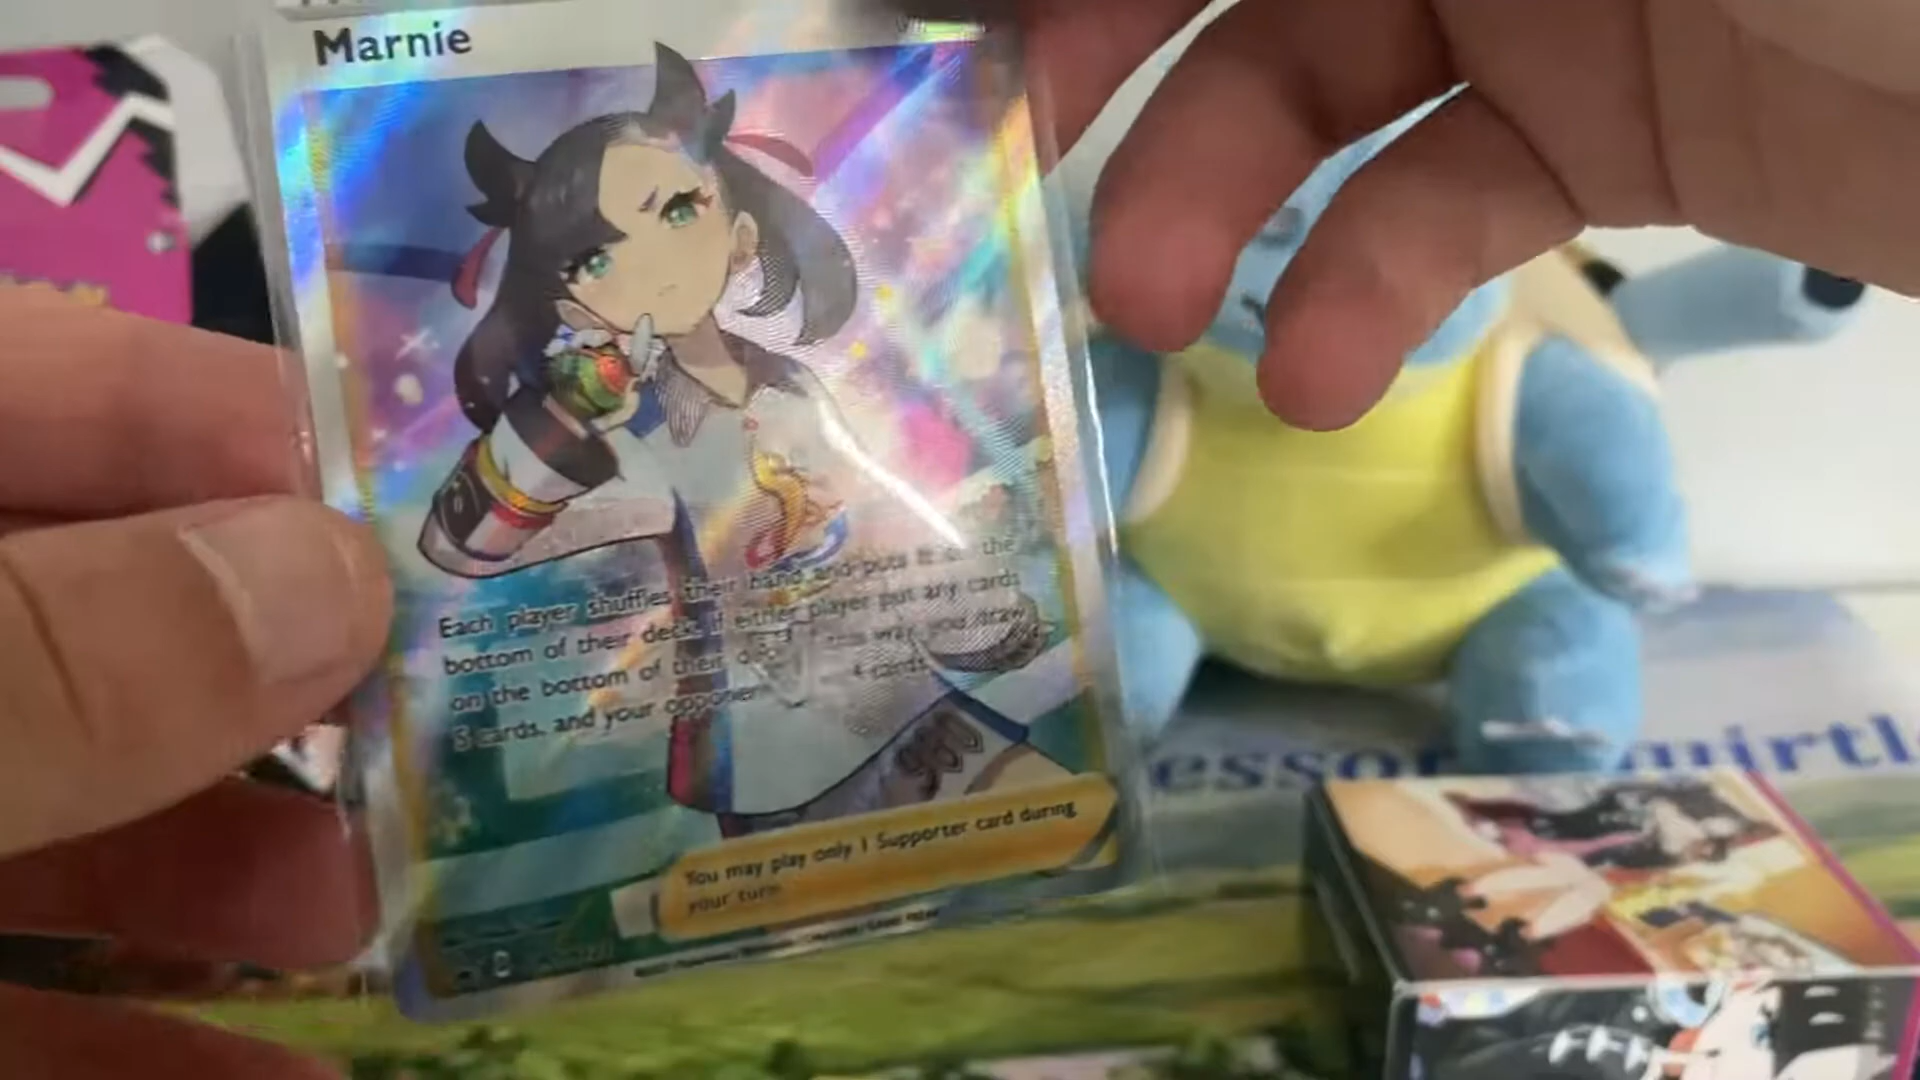 Marnie
Each player shuffles their hand and puts it on the
bottom of their deck. If either player put any cards
on the bottom of their deck in this way, you draw
5 cards, and your opponent 4 cards
You may play only 1 Supporter card during
your turn
essor quirtl